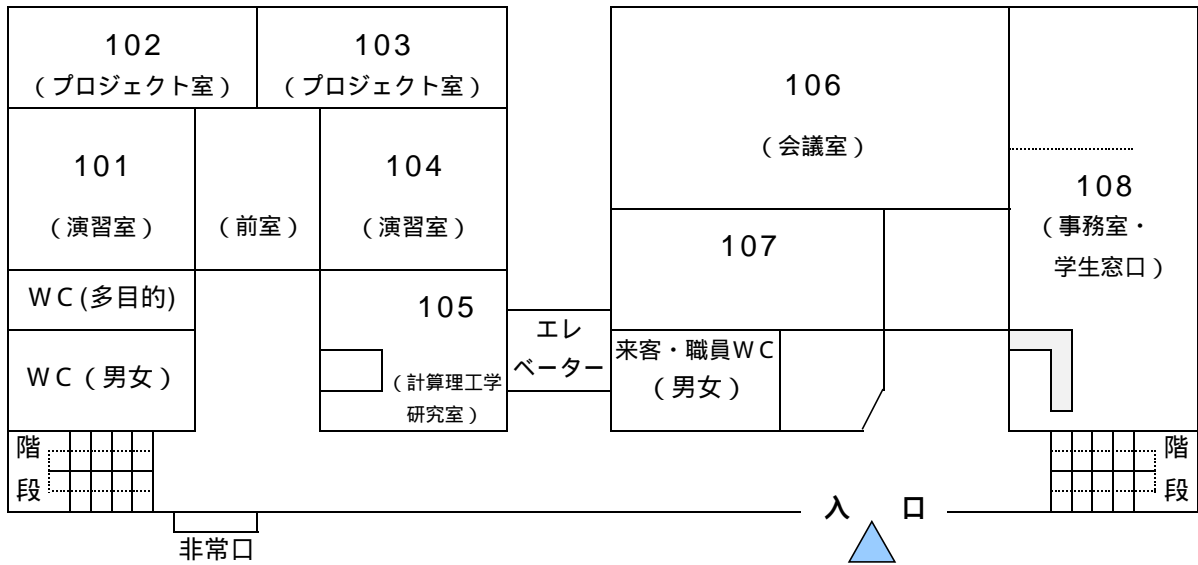 102
(プロジェクト室)
103
(プロジェクト室)
106
(会議室)
101
(演習室)
(前室)
104
(演習室)
108
(事務室・
学生窓口)
107
WC(多目的)
105
(計算理工学
研究室)
エレ
ベーター
来客・職員WC
(男女)
WC(男女)
階
段
階
段
入 口
非常口